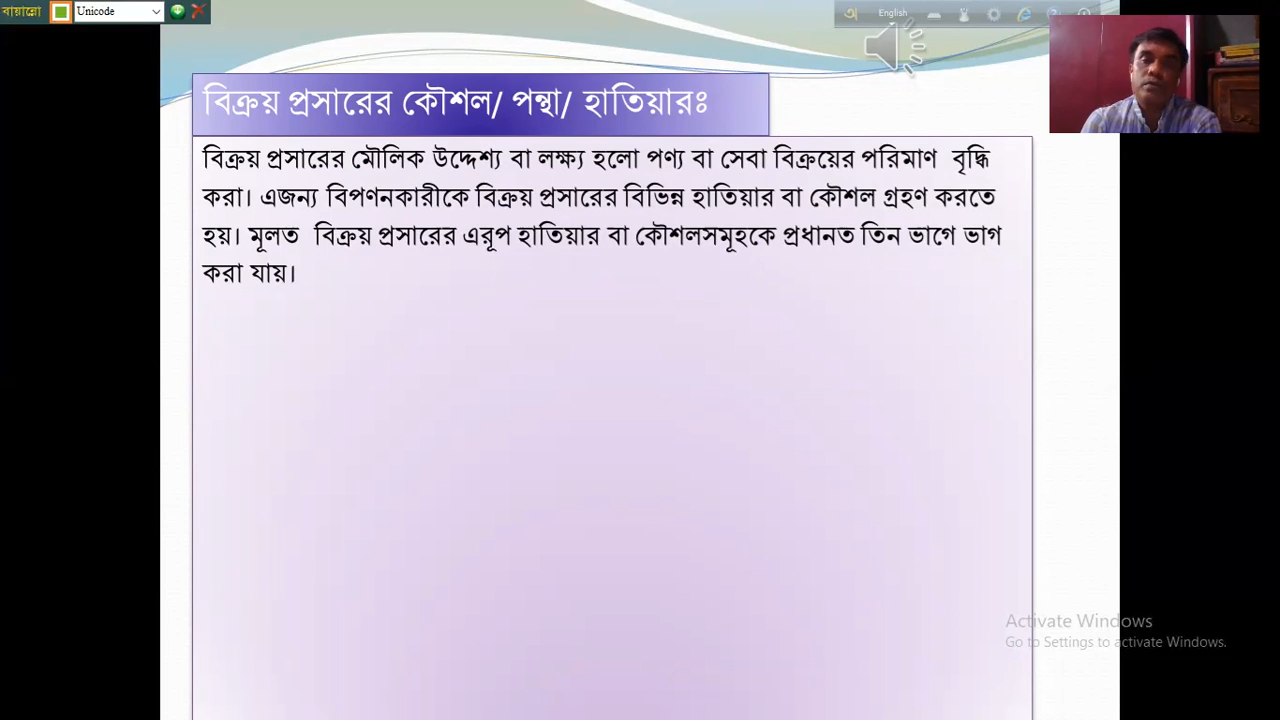 বায়ান্নো
Unicode
অ English
বিক্রয় প্রসারের কৌশল/ পন্থা/ হাতিয়ারঃ
বিক্রয় প্রসারের মৌলিক উদ্দেশ্য বা লক্ষ্য হলো পণ্য বা সেবা বিক্রয়ের পরিমাণ বৃদ্ধি
করা। এজন্য বিপণনকারীকে বিক্রয় প্রসারের বিভিন্ন হাতিয়ার বা কৌশল গ্রহণ করতে
হয়। মূলত বিক্রয় প্রসারের এরূপ হাতিয়ার বা কৌশলসমূহকে প্রধানত তিন ভাগে ভাগ
করা যায়।
Activate Windows
Go to Settings to activate Windows.